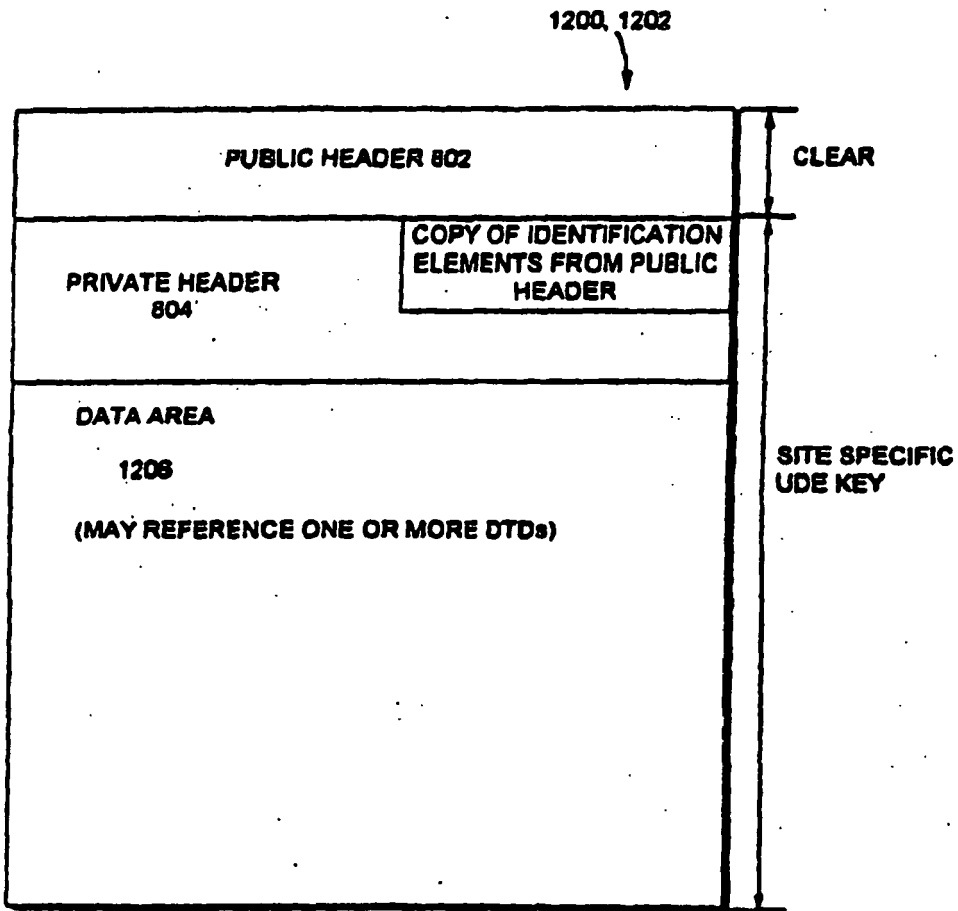 1200, 1202
PUBLIC HEADER 802
CLEAR
COPY OF IDENTIFICATION
ELEMENTS FROM PUBLIC
HEADER
PRIVATE HEADER
804
DATA AREA
1206
(MAY REFERENCE ONE OR MORE DTDs)
SITE SPECIFIC
UDE KEY